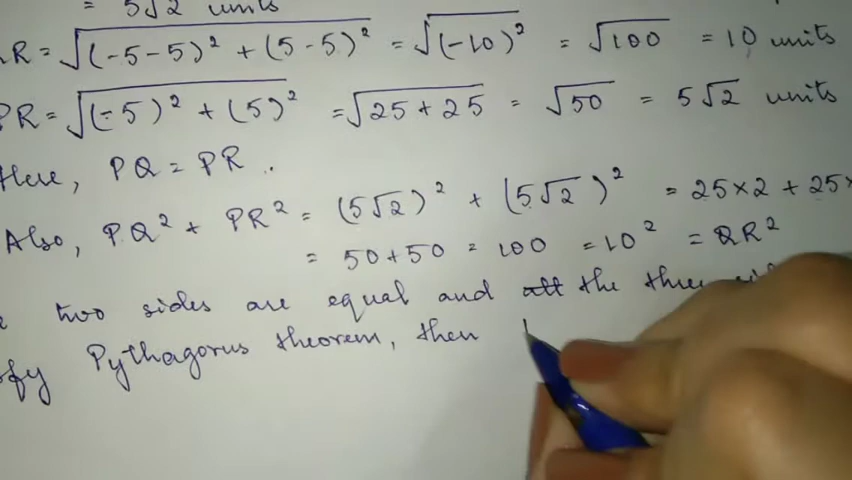 = 5√2 units
R = √(-5-5)² + (5-5)² = √(-10)² = √100 = 10 units
PR = √(-5)² + (5)² = √25 + 25 = √50 = 5√2 units
Here, PQ = PR.
Also, PQ² + PR² = (5√2)² + (5√2)² = 25×2 + 25×
= 50+50 = 100 = 10² = QR²
two sides are equal and the three
Pythagorus theorem, then